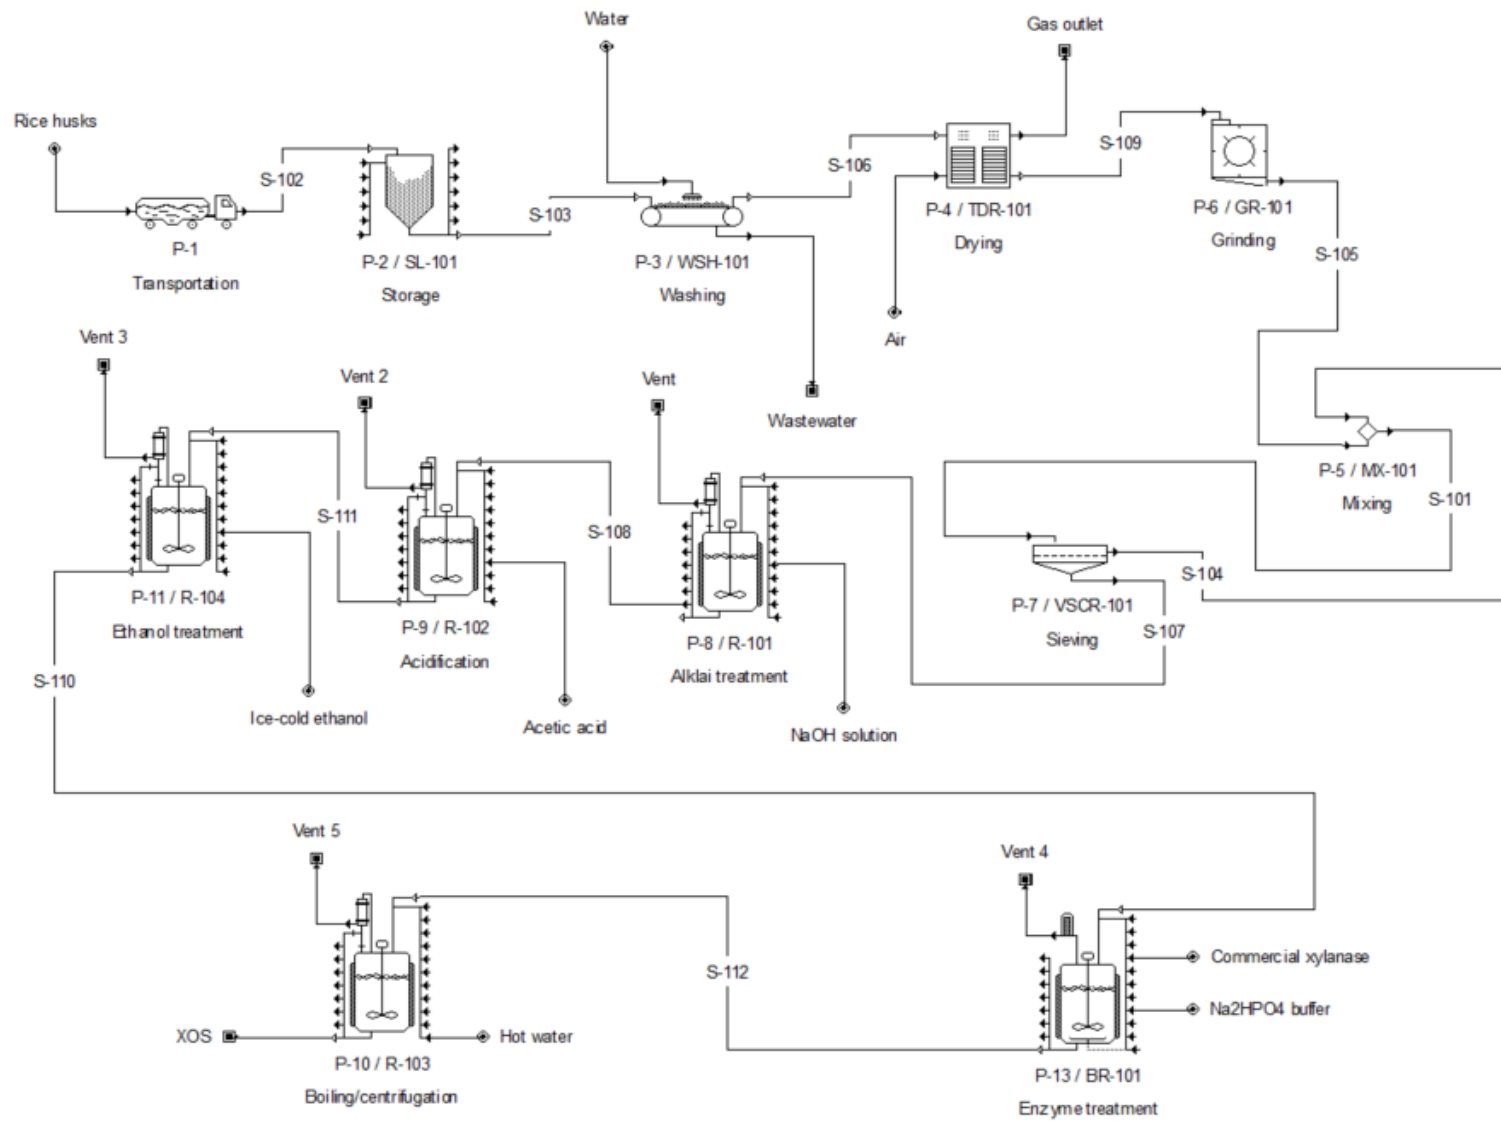 Water
Gas outlet
Rice husks
S-102
S-103
S-106
S-109
P-1
Transportation
P-2 / SL-101
Storage
P-3 / WSH-101
Washing
P-4 / TDR-101
Drying
P-6 / GR-101
Grinding
S-105
Air
Wastewater
Vent 3
Vent 2
Vent
P-5 / MX-101
Mixing
S-101
S-111
S-108
S-104
P-7 / VSCR-101
Sieving
S-107
P-11 / R-104
Ethanol treatment
P-9 / R-102
Acidification
P-8 / R-101
Alklai treatment
S-110
Ice-cold ethanol
Acetic acid
NaOH solution
Vent 5
Vent 4
S-112
Commercial xylanase
Na2HPO4 buffer
XOS
Hot water
P-10 / R-103
Boiling/centrifugation
P-13 / BR-101
Enzyme treatment